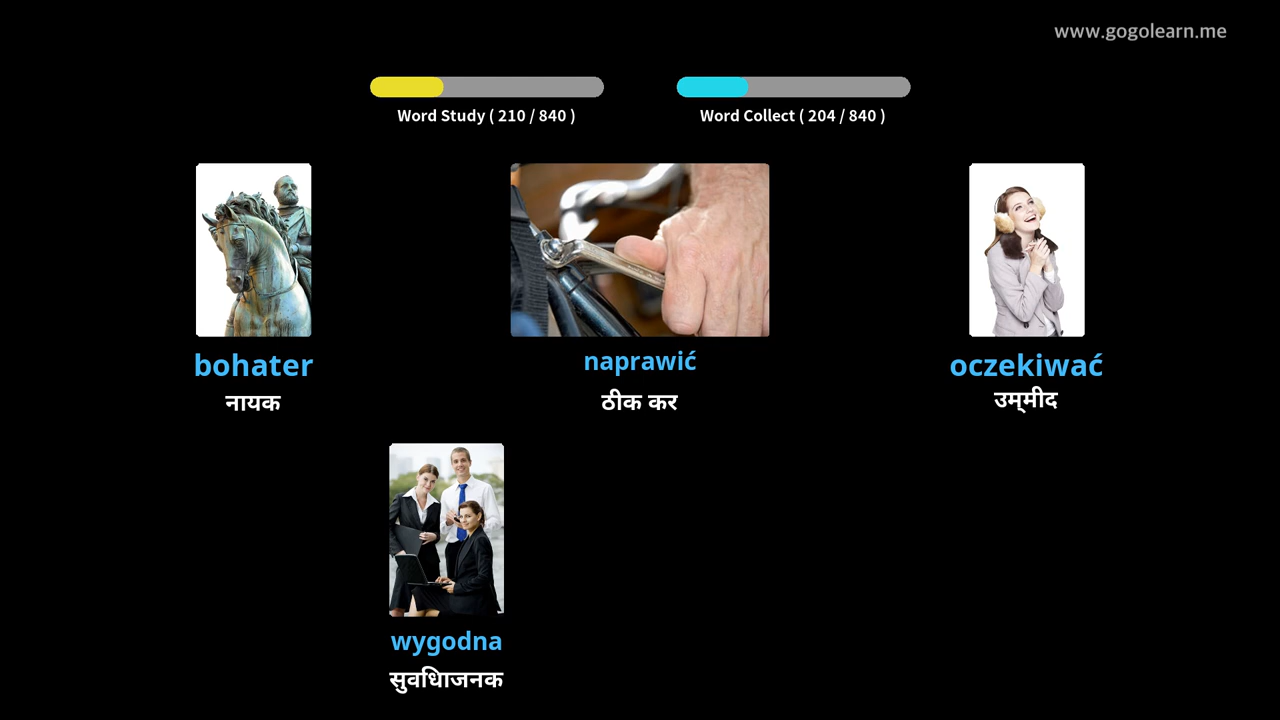 www.gogolearn.me
Word Study ( 210 / 840 )
Word Collect ( 204 / 840 )
bohater
नायक
naprawić
ठीक कर
oczekiwać
उम्मीद
wygodna
सुवधिाजनक